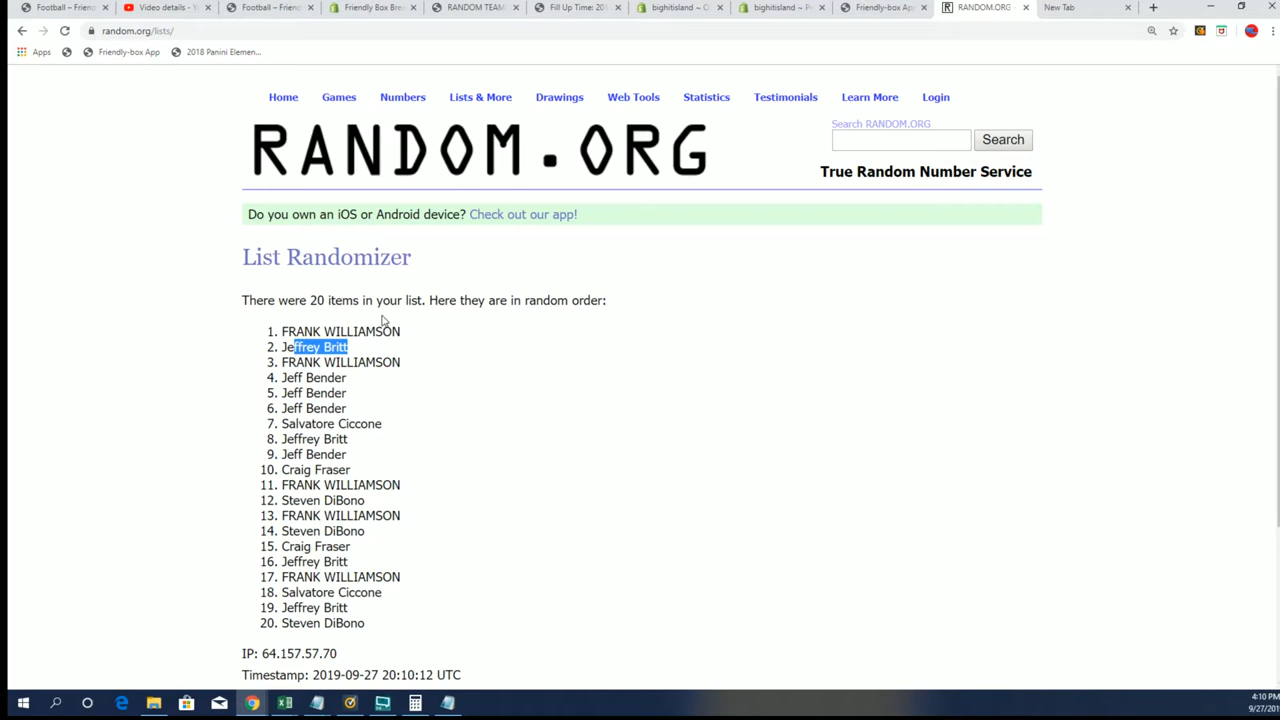 Football – Frien
Video details - Y
Football – Friend
Friendly Box Brea
RANDOM TEAM
Fill Up Time: 20
bighitisland ~ O
bighitisland ~ P
Friendly-box App
RANDOM.ORG -
New Tab
random.org/lists/
Apps
Friendly-box App
2018 Panini Elemen...
Home Games Numbers Lists & More Drawings Web Tools Statistics Testimonials Learn More Login
RANDOM.ORG
Search RANDOM.ORG
Search
True Random Number Service
Do you own an iOS or Android device? Check out our app!
List Randomizer
There were 20 items in your list. Here they are in random order:
1. FRANK WILLIAMSON
2. Jeffrey Britt
3. FRANK WILLIAMSON
4. Jeff Bender
5. Jeff Bender
6. Jeff Bender
7. Salvatore Ciccone
8. Jeffrey Britt
9. Jeff Bender
10. Craig Fraser
11. FRANK WILLIAMSON
12. Steven DiBono
13. FRANK WILLIAMSON
14. Steven DiBono
15. Craig Fraser
16. Jeffrey Britt
17. FRANK WILLIAMSON
18. Salvatore Ciccone
19. Jeffrey Britt
20. Steven DiBono
IP: 64.157.57.70
Timestamp: 2019-09-27 20:10:12 UTC
4:10 PM
9/27/201